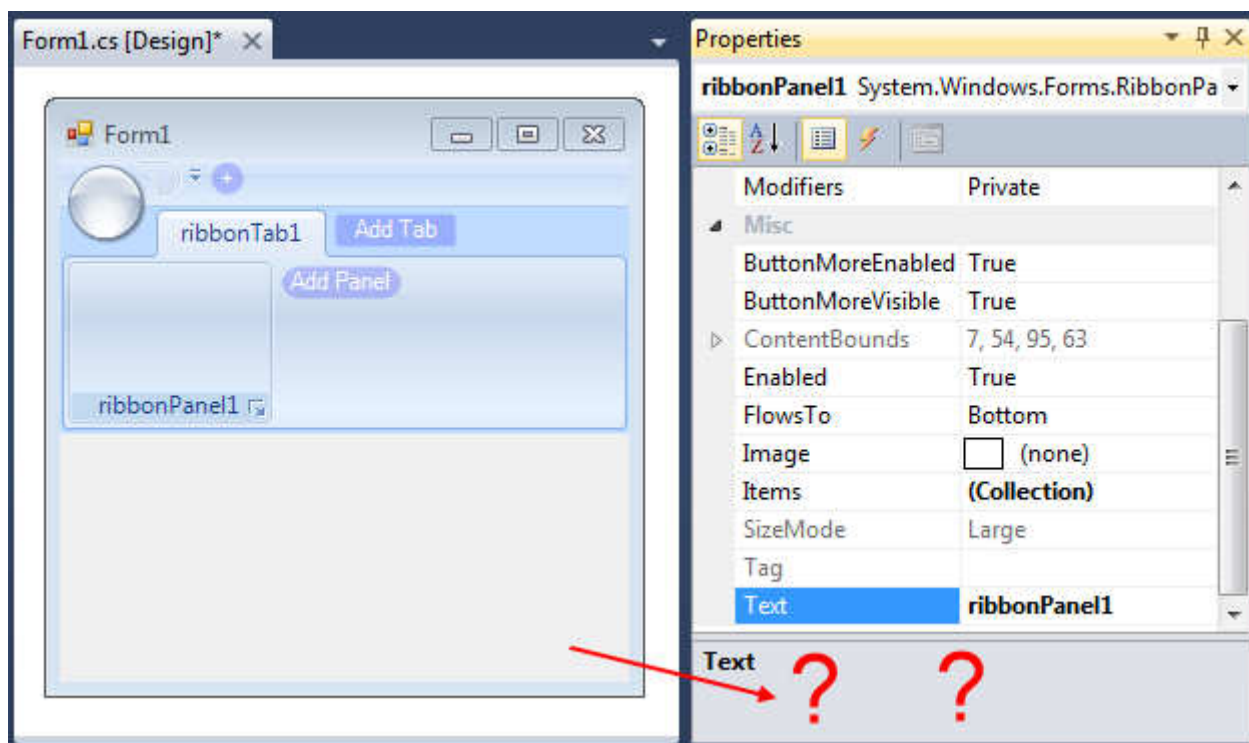 Form1.cs [Design]*
Form1
ribbonTab1 Add Tab
Add Panel
ribbonPanel1
Properties
ribbonPanel1 System.Windows.Forms.RibbonPa
Modifiers Private
Misc
ButtonMoreEnabled True
ButtonMoreVisible True
ContentBounds 7, 54, 95, 63
Enabled True
FlowsTo Bottom
Image (none)
Items (Collection)
SizeMode Large
Tag
Text ribbonPanel1
Text ? ?